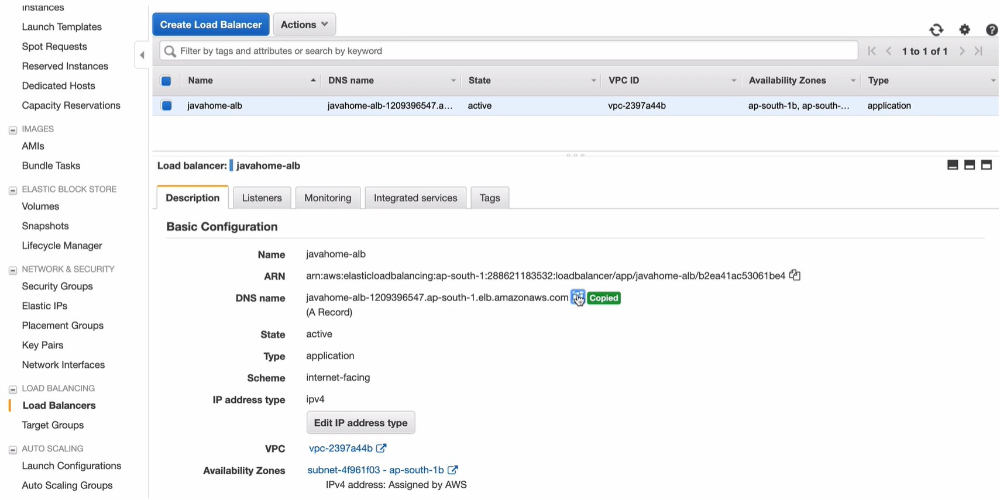 Instances
Launch Templates
Spot Requests
Reserved Instances
Dedicated Hosts
Capacity Reservations
IMAGES
AMIs
Bundle Tasks
ELASTIC BLOCK STORE
Volumes
Snapshots
Lifecycle Manager
NETWORK & SECURITY
Security Groups
Elastic IPs
Placement Groups
Key Pairs
Network Interfaces
LOAD BALANCING
Load Balancers
Target Groups
AUTO SCALING
Launch Configurations
Auto Scaling Groups
Create Load Balancer Actions
Filter by tags and attributes or search by keyword 1 to 1 of 1
Name DNS name State VPC ID Availability Zones Type
javahome-alb javahome-alb-1209396547.a... active vpc-2397a44b ap-south-1b, ap-south-... application
Load balancer: javahome-alb
Description Listeners Monitoring Integrated services Tags
Basic Configuration
Name javahome-alb
ARN arn:aws:elasticloadbalancing:ap-south-1:288621183532:loadbalancer/app/javahome-alb/b2ea41ac53061be4
DNS name javahome-alb-1209396547.ap-south-1.elb.amazonaws.com Copied
(A Record)
State active
Type application
Scheme internet-facing
IP address type ipv4
Edit IP address type
VPC vpc-2397a44b
Availability Zones subnet-4f961f03 - ap-south-1b
IPv4 address: Assigned by AWS